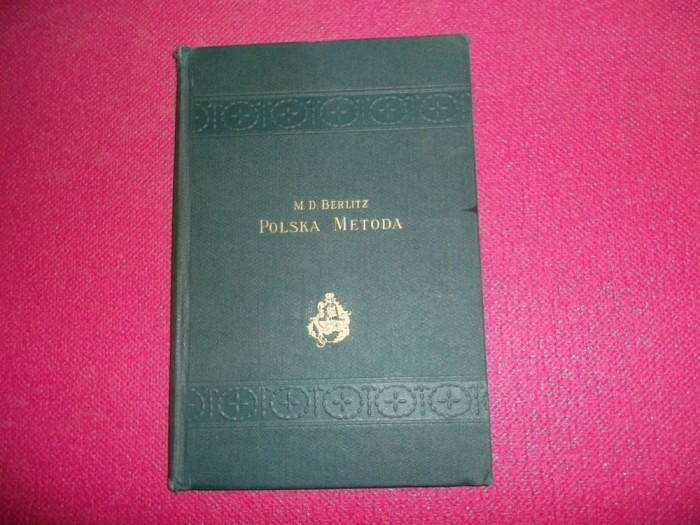 M. D. BERLITZ
POLSKA METODA